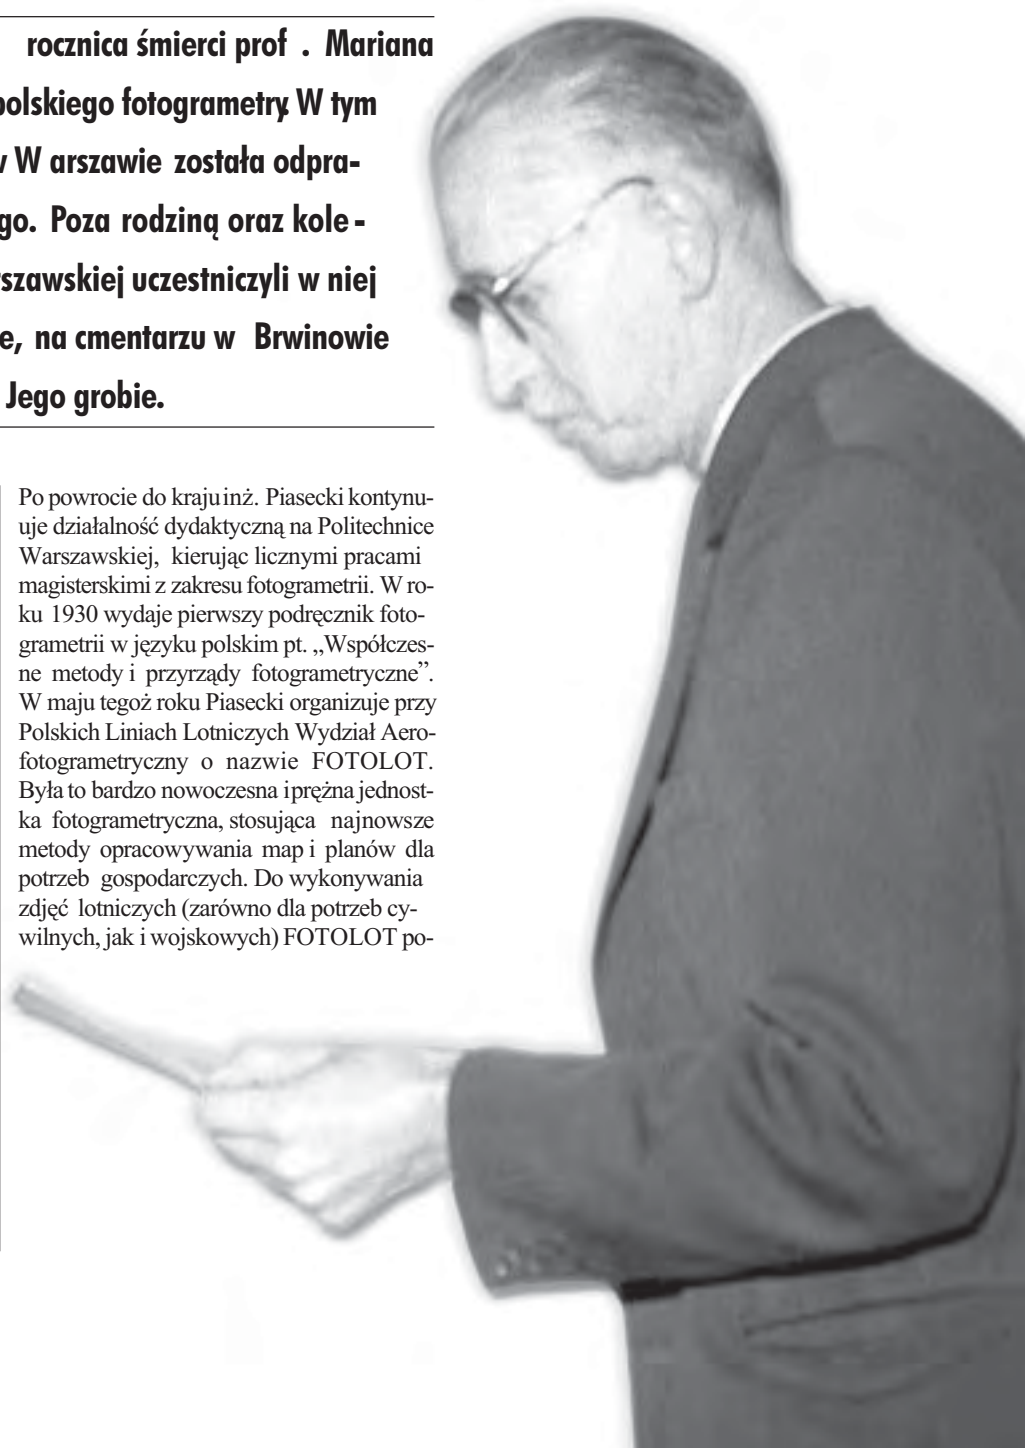 rocznica śmierci prof . Mariana
polskiego fotogrametry. W tym
w W arszawie została odpra-
go. Poza rodziną oraz kole -
rszawskiej uczestniczyli w niej
e, na cmentarzu w Brwinowie
Jego grobie.
Po powrocie do kraju inż. Piasecki kontynu-
uje działalność dydaktyczną na Politechnice
Warszawskiej, kierując licznymi pracami
magisterskimi z zakresu fotogrametrii. W ro-
ku 1930 wydaje pierwszy podręcznik foto-
grametrii w języku polskim pt. „Współczes-
ne metody i przyrządy fotogrametryczne”.
W maju tegoż roku Piasecki organizuje przy
Polskich Liniach Lotniczych Wydział Aero-
fotogrametryczny o nazwie FOTOLOT.
Była to bardzo nowoczesna i prężna jednost-
ka fotogrametryczna, stosująca najnowsze
metody opracowywania map i planów dla
potrzeb gospodarczych. Do wykonywania
zdjęć lotniczych (zarówno dla potrzeb cy-
wilnych, jak i wojskowych) FOTOLOT po-